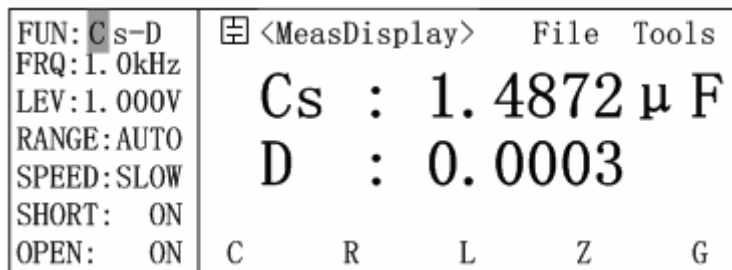 FUN: Cs-D
FRQ:1.0kHz
LEV:1.000V
RANGE:AUTO
SPEED:SLOW
SHORT: ON
OPEN: ON
<MeasDisplay> File Tools
Cs : 1.4872 μF
D : 0.0003
C R L Z G